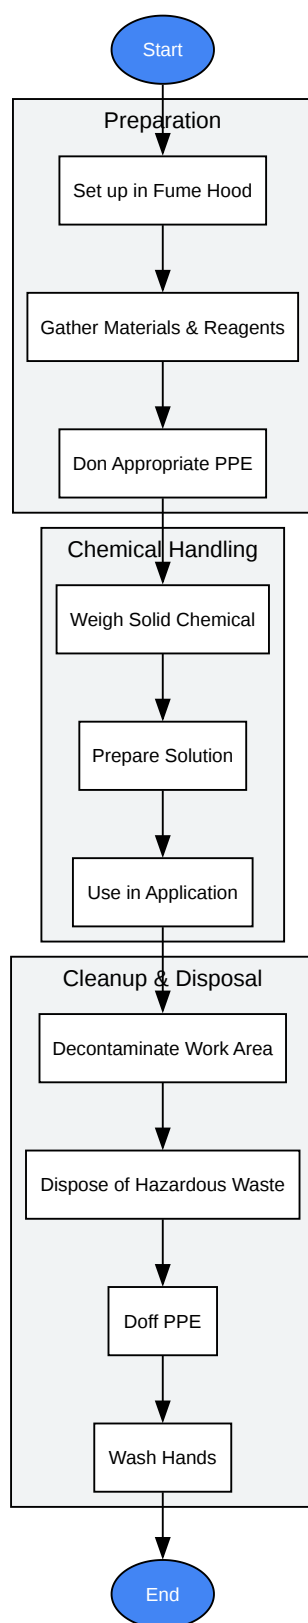 Start
Preparation
Set up in Fume Hood
Gather Materials & Reagents
Don Appropriate PPE
Chemical Handling
Weigh Solid Chemical
Prepare Solution
Use in Application
Cleanup & Disposal
Decontaminate Work Area
Dispose of Hazardous Waste
Doff PPE
Wash Hands
End